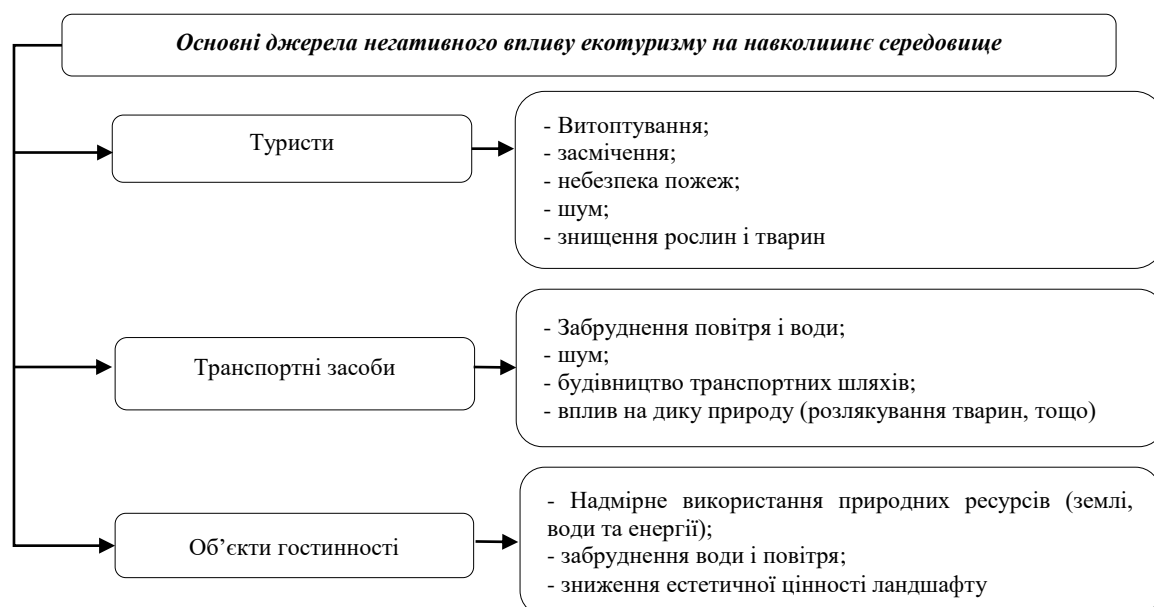 Основні джерела негативного впливу екотуризму на навколишнє середовище
Туристи
- Витоптування;
- засмічення;
- небезпека пожеж;
- шум;
- знищення рослин і тварин
Транспортні засоби
- Забруднення повітря і води;
- шум;
- будівництво транспортних шляхів;
- вплив на дику природу (розлякування тварин, тощо)
Об’єкти гостинності
- Надмірне використання природних ресурсів (землі,
води та енергії);
- забруднення води і повітря;
- зниження естетичної цінності ландшафту